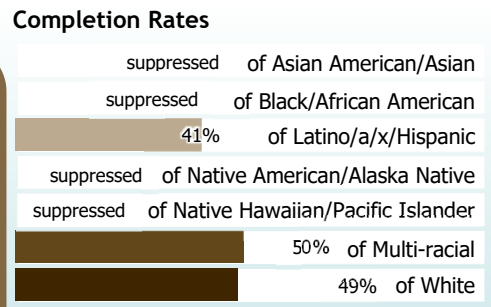 Completion Rates
suppressed of Asian American/Asian
suppressed of Black/African American
41% of Latino/a/x/Hispanic
suppressed of Native American/Alaska Native
suppressed of Native Hawaiian/Pacific Islander
50% of Multi-racial
49% of White